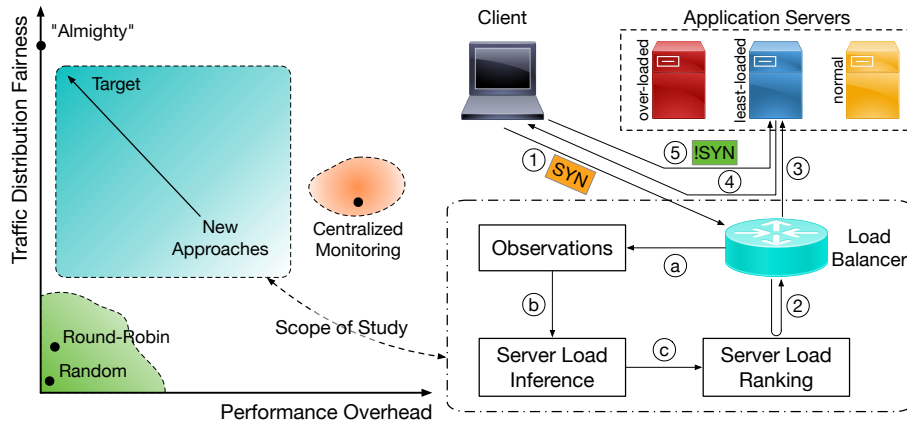 Traffic Distribution Fairness
"Almighty"
Target
New
Approaches
Centralized
Monitoring
Round-Robin
Random
Scope of Study
Performance Overhead
Client
Application Servers
over-loaded
least-loaded
normal
1
SYN
5
!SYN
4
3
Observations
a
Load
Balancer
b
2
Server Load
Inference
c
Server Load
Ranking